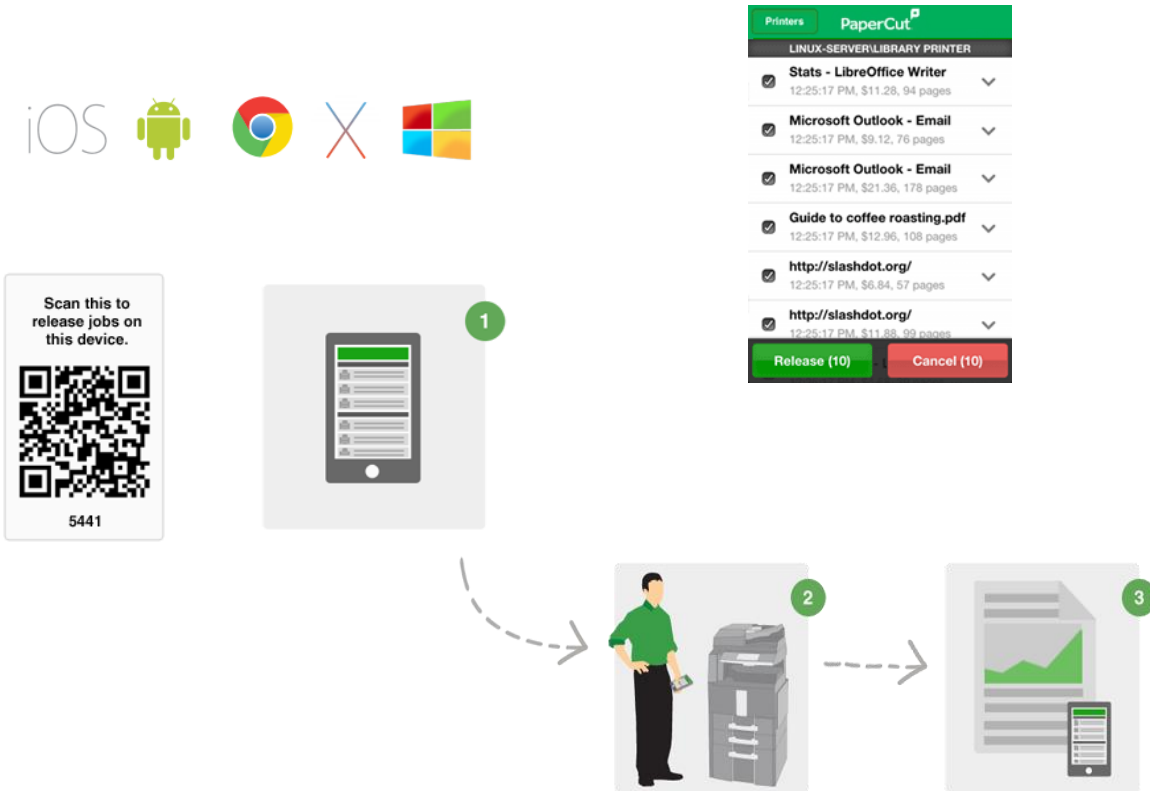 iOS
Scan this to
release jobs on
this device.
5441
1
Printers
PaperCut
LINUX-SERVER\LIBRARY PRINTER
Stats - LibreOffice Writer
12:25:17 PM, $11.28, 94 pages
Microsoft Outlook - Email
12:25:17 PM, $9.12, 76 pages
Microsoft Outlook - Email
12:25:17 PM, $21.36, 178 pages
Guide to coffee roasting.pdf
12:25:17 PM, $12.96, 108 pages
http://slashdot.org/
12:25:17 PM, $6.84, 57 pages
http://slashdot.org/
12:25:17 PM, $11.88, 99 pages
Release (10)
Cancel (10)
2
3